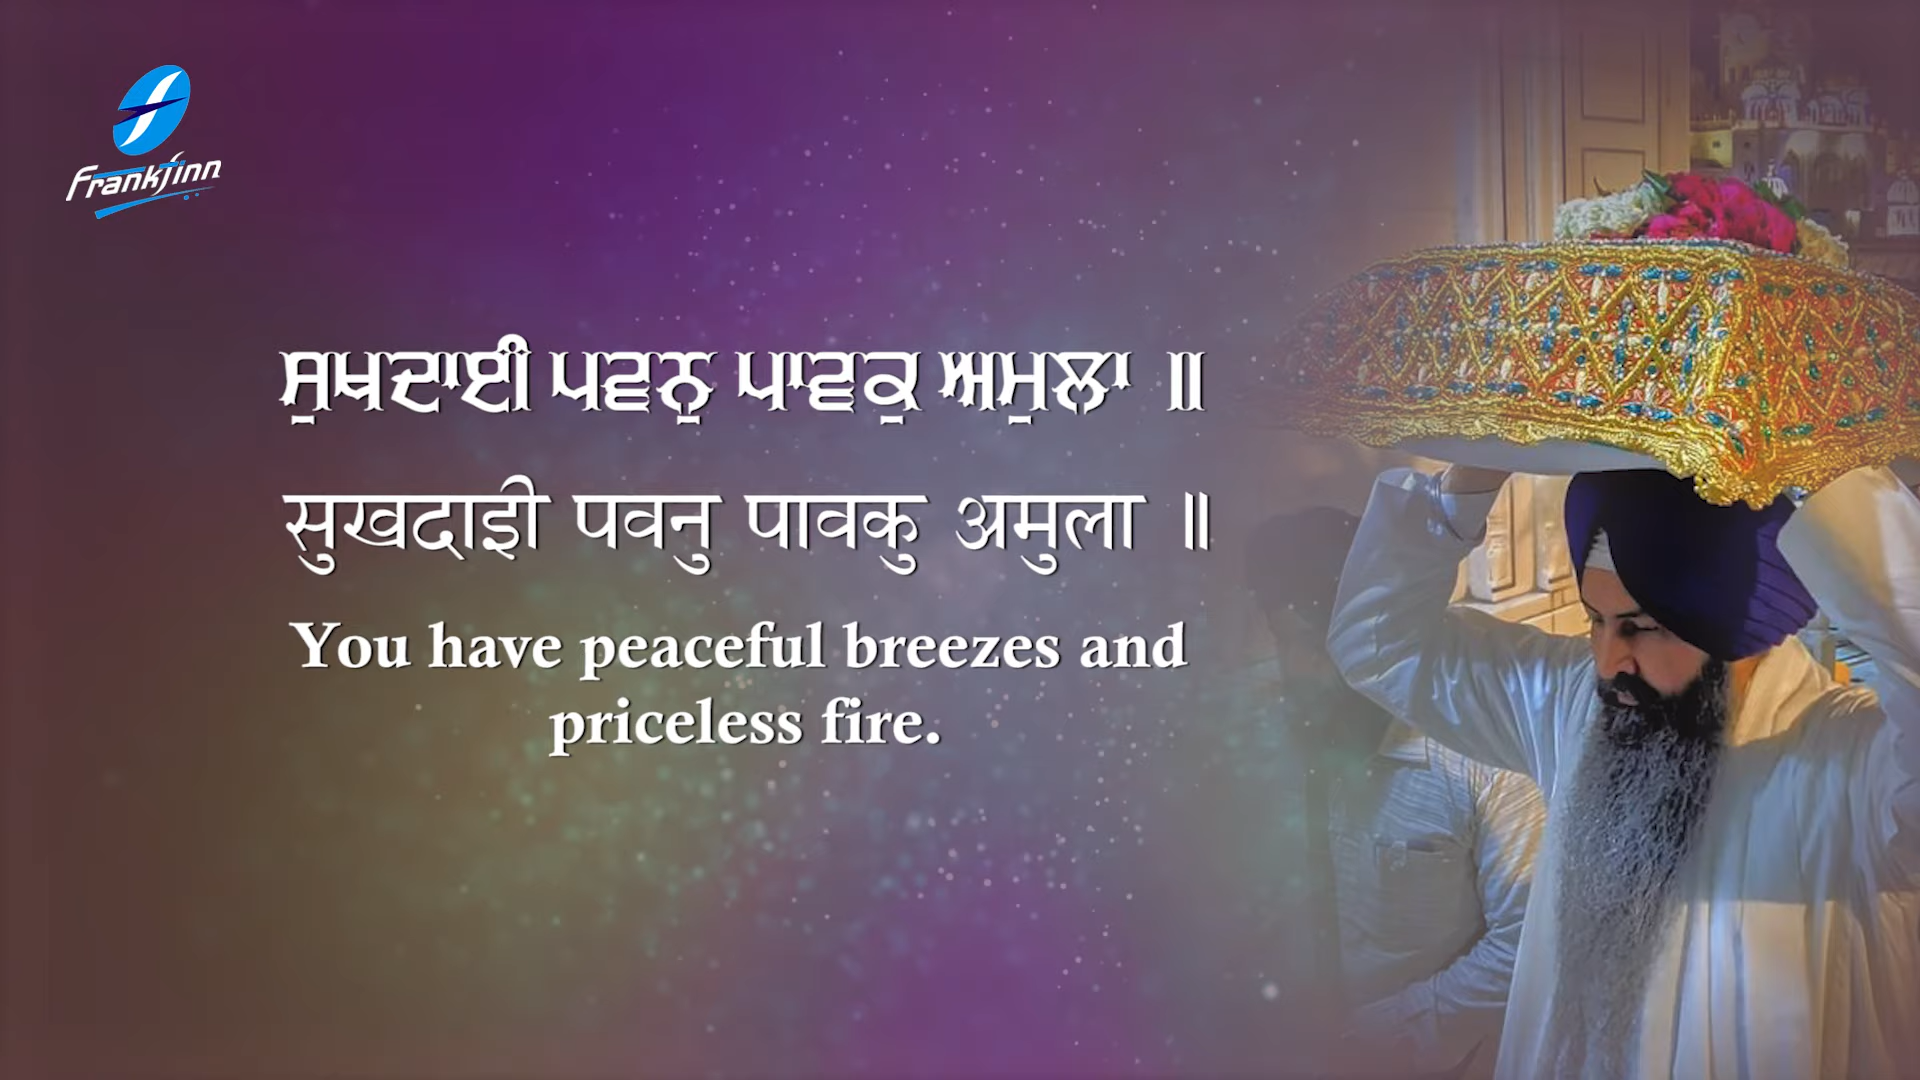 Frankfinn
ਸੁਖਦਾਈ ਪਵਨੁ ਪਾਵਕੁ ਅਮੁਲਾ ॥
सुखदाई पवनु पावकु अमुला ॥
You have peaceful breezes and
priceless fire.